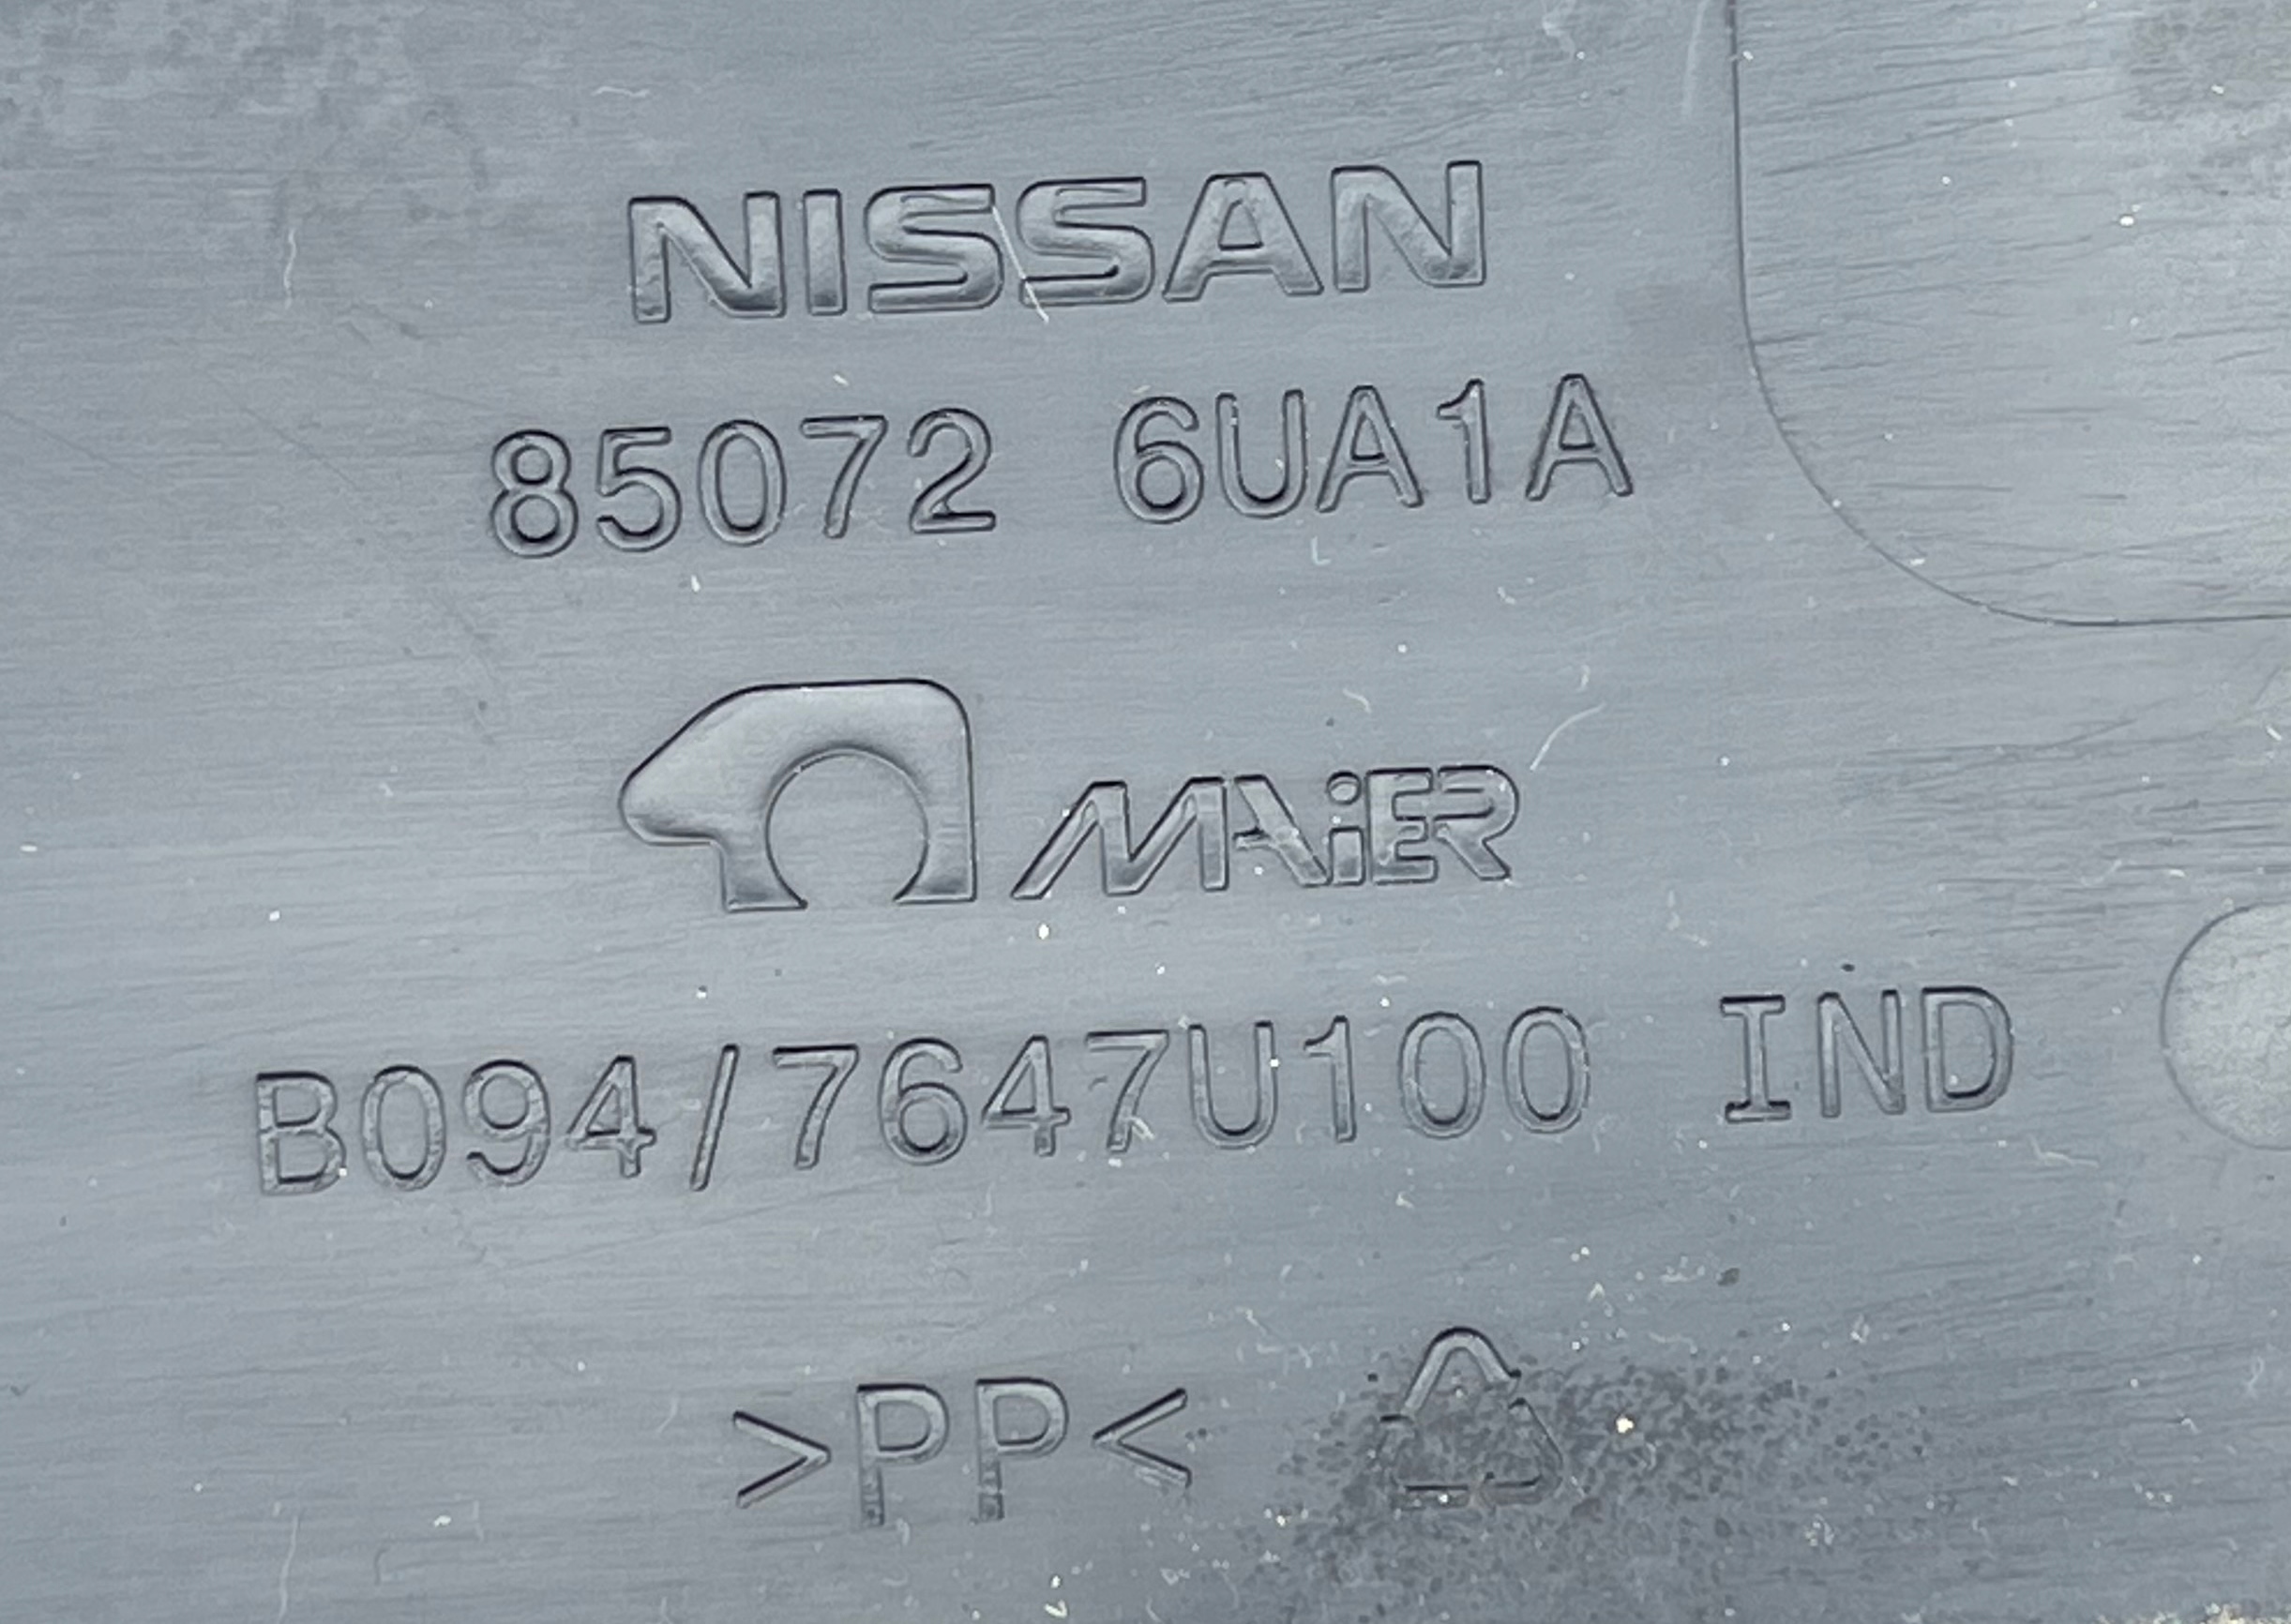 NISSAN
85072 6UA1A
MAiER
B094/7647U100 IND
>PP<